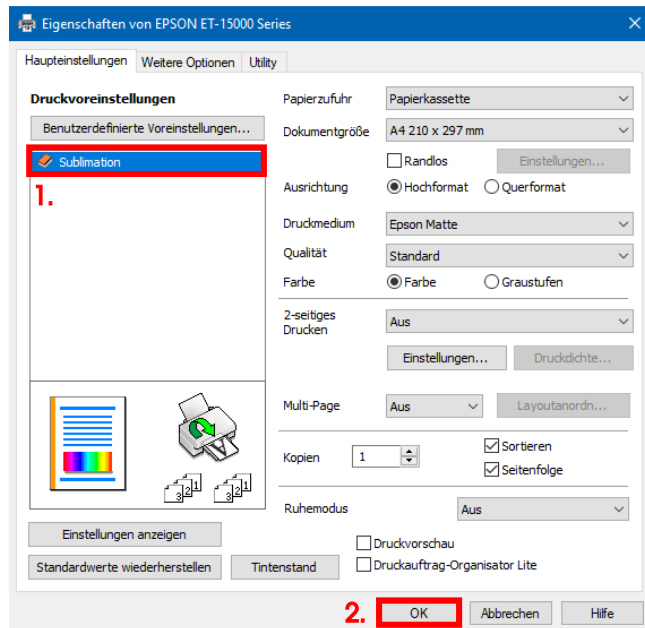 Eigenschaften von EPSON ET-15000 Series
Haupteinstellungen Weitere Optionen Utility
Druckvoreinstellungen
Benutzerdefinierte Voreinstellungen...
Sublimation
1.
Papierzufuhr Papierkassette
Dokumentgröße A4 210 x 297 mm
Randlos Einstellungen...
Ausrichtung Hochformat Querformat
Druckmedium Epson Matte
Qualität Standard
Farbe Farbe Graustufen
2-seitiges
Drucken
Aus
Einstellungen... Druckdichte...
Multi-Page Aus Layoutanordn...
Kopien 1 Sortieren
Seitenfolge
321 321
Ruhemodus Aus
Einstellungen anzeigen
Druckvorschau
Standardwerte wiederherstellen Tintenstand Druckauftrag-Organisator Lite
2. OK Abbrechen Hilfe